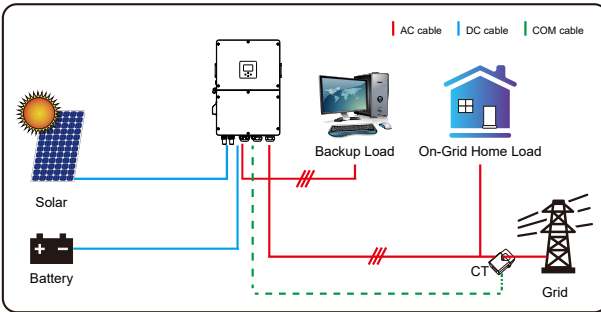 AC cable DC cable COM cable
Backup Load On-Grid Home Load
Solar
CT
Battery
Grid